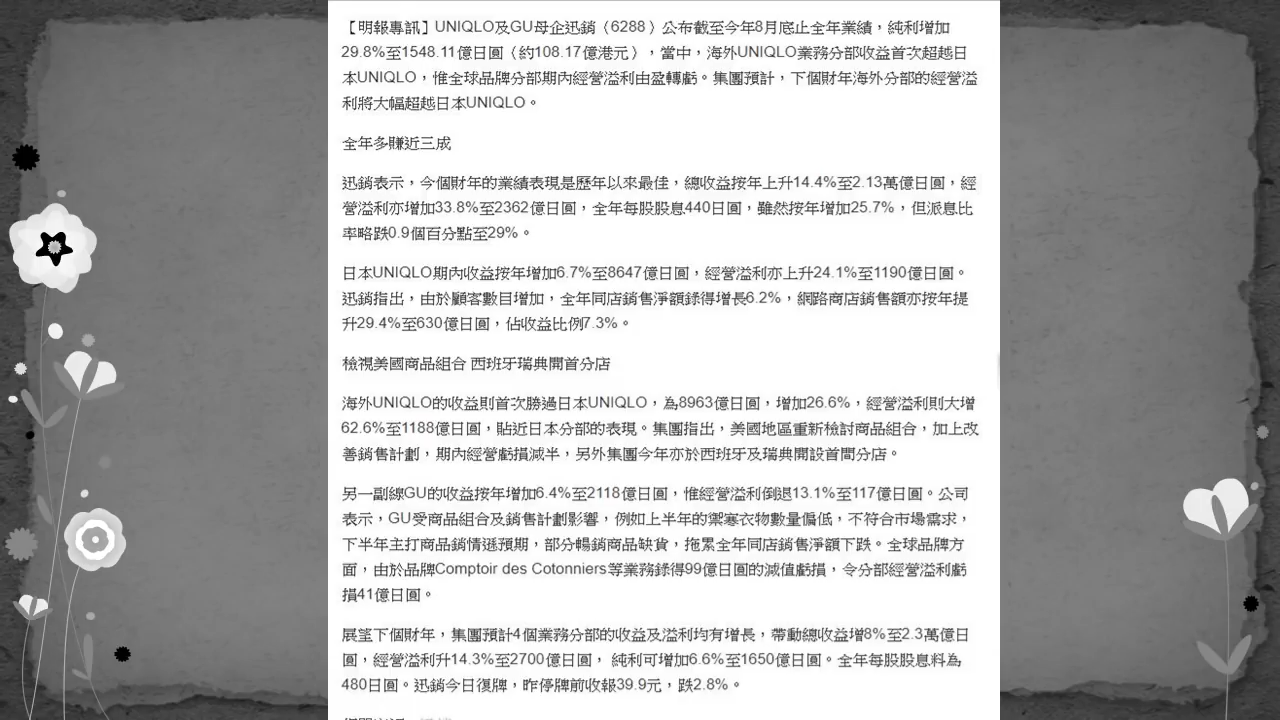 【明報專訊】UNIQLO及GU母企迅銷（6288）公布截至今年8月底止全年業績，純利增加
29.8%至1548.11億日圓（約108.17億港元），當中，海外UNIQLO業務分部收益首次超越日
本UNIQLO，惟全球品牌分部期內經營溢利由盈轉虧。集團預計，下個財年海外分部的經營溢
利將大幅超越日本UNIQLO。
全年多賺近三成
迅銷表示，今個財年的業績表現是歷年以來最佳，總收益按年上升14.4%至2.13萬億日圓，經
營溢利亦增加33.8%至2362億日圓，全年每股股息440日圓，雖然按年增加25.7%，但派息比
率略跌0.9個百分點至29%。
日本UNIQLO期內收益按年增加6.7%至8647億日圓，經營溢利亦上升24.1%至1190億日圓。
迅銷指出，由於顧客數目增加，全年同店銷售淨額錄得增長6.2%，網路商店銷售額亦按年提
升29.4%至630億日圓，佔收益比例7.3%。
檢視美國商品組合 西班牙瑞典開首分店
海外UNIQLO的收益則首次勝過日本UNIQLO，為8963億日圓，增加26.6%，經營溢利則大增
62.6%至1188億日圓，貼近日本分部的表現。集團指出，美國地區重新檢討商品組合，加上改
善銷售計劃，期內經營虧損減半，另外集團今年亦於西班牙及瑞典開設首間分店。
另一副線GU的收益按年增加6.4%至2118億日圓，惟經營溢利倒退13.1%至117億日圓。公司
表示，GU受商品組合及銷售計劃影響，例如上半年的禦寒衣物數量偏低，不符合市場需求，
下半年主打商品銷情遜預期，部分暢銷商品缺貨，拖累全年同店銷售淨額下跌。全球品牌方
面，由於品牌Comptoir des Cotonniers等業務錄得99億日圓的減值虧損，令分部經營溢利虧
損41億日圓。
展望下個財年，集團預計4個業務分部的收益及溢利均有增長，帶動總收益增8%至2.3萬億日
圓，經營溢利升14.3%至2700億日圓， 純利可增加6.6%至1650億日圓。全年每股股息料為
480日圓。迅銷今日復牌，昨停牌前收報39.9元，跌2.8%。